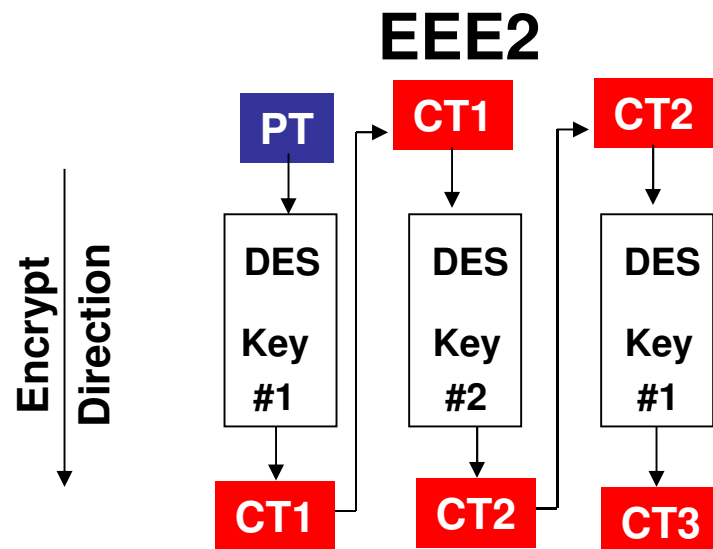 EEE2
PT
CT1
CT2
DES
Key
#1
DES
Key
#2
DES
Key
#1
CT1
CT2
CT3
Encrypt
Direction